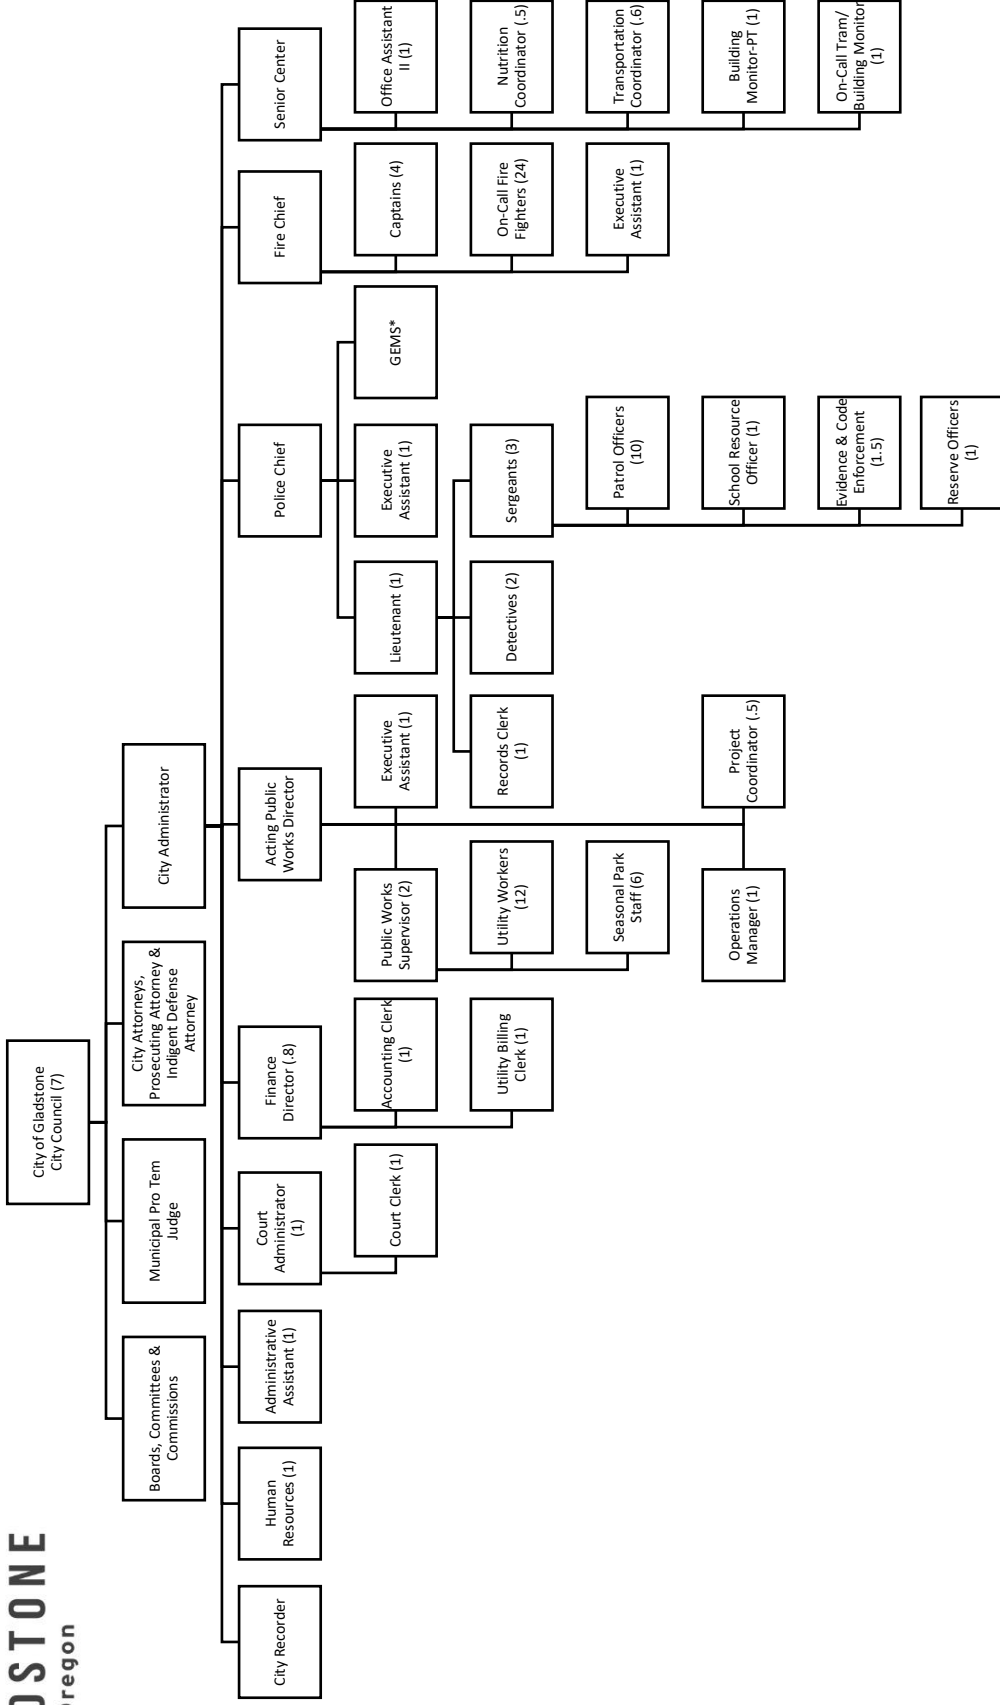 DSTONE
Oregon
City of Gladstone
City Council (7)
Boards, Committees &
Commissions
Municipal Pro Tem
Judge
City Attorneys,
Prosecuting Attorney &
Indigent Defense
Attorney
City Administrator
City Recorder
Human
Resources (1)
Administrative
Assistant (1)
Court
Administrator
(1)
Court Clerk (1)
Finance
Director (.8)
Accounting Clerk
(1)
Utility Billing
Clerk (1)
Acting Public
Works Director
Public Works
Supervisor (2)
Executive
Assistant (1)
Utility Workers
(12)
Seasonal Park
Staff (6)
Operations
Manager (1)
Project
Coordinator (.5)
Police Chief
Lieutenant (1)
Executive
Assistant (1)
GEMS*
Records Clerk
(1)
Detectives (2)
Sergeants (3)
Patrol Officers
(10)
School Resource
Officer (1)
Evidence & Code
Enforcement
(1.5)
Reserve Officers
(1)
Fire Chief
Captains (4)
On-Call Fire
Fighters (24)
Executive
Assistant (1)
Senior Center
Office Assistant
II (1)
Nutrition
Coordinator (.5)
Transportation
Coordinator (.6)
Building
Monitor-PT (1)
On-Call Tram/
Building Monitor
(1)